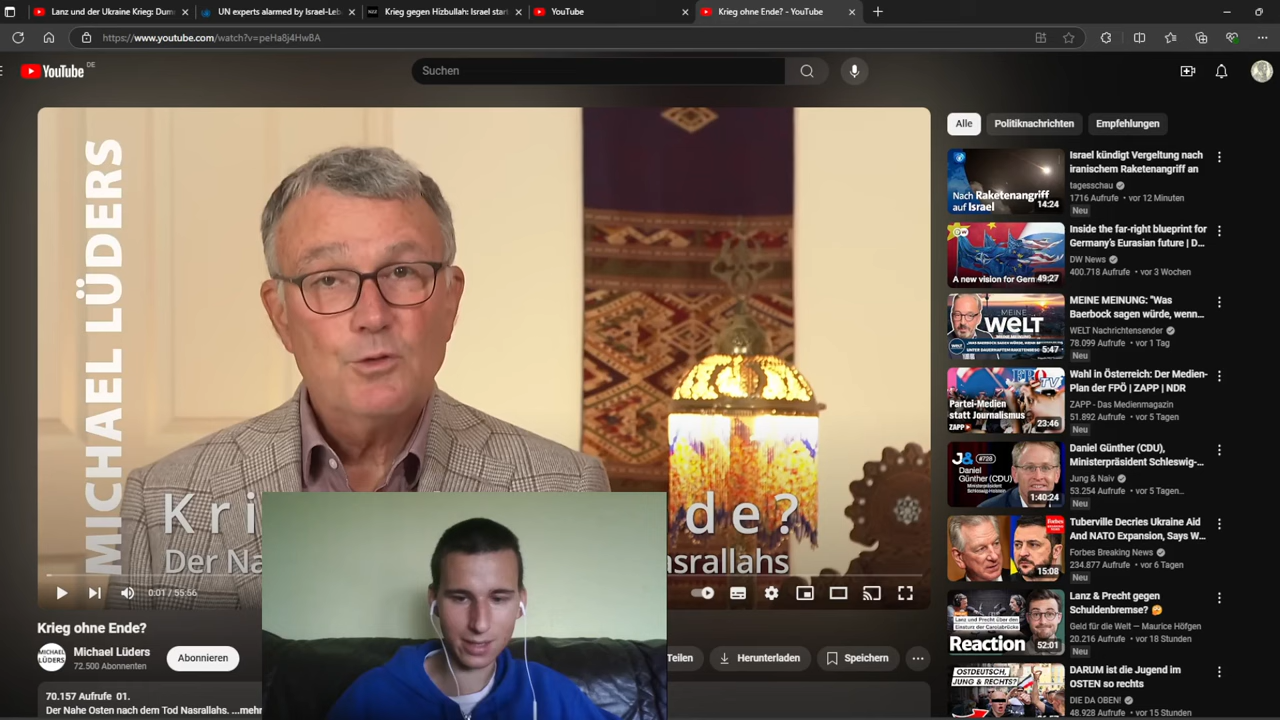 Lanz und der Ukraine Krieg: Dum
UN experts alarmed by Israel-Leb
NZZ
Krieg gegen Hizbullah: Israel start
YouTube
Krieg ohne Ende? - YouTube
https://www.youtube.com/watch?v=peHa8j4HwBA
YouTube DE
Suchen
MICHAEL LÜDERS
Kri
de?
Der Na
asrallahs
0:01 / 55:56
Krieg ohne Ende?
MICHAEL
LÜDERS
Michael Lüders
72.500 Abonnenten
Abonnieren
Teilen
Herunterladen
Speichern
70.157 Aufrufe 01.
Der Nahe Osten nach dem Tod Nasrallahs. ...mehr
Alle
Politiknachrichten
Empfehlungen
Nach Raketenangriff
auf Israel
14:24
Israel kündigt Vergeltung nach
iranischem Raketenangriff an
tagesschau
1716 Aufrufe • vor 12 Minuten
Neu
A new vision for Germ
49:27
Inside the far-right blueprint for
Germany's Eurasian future | D...
DW News
400.718 Aufrufe • vor 3 Wochen
MEINE
WELT
5:47
MEINE MEINUNG: "Was
Baerbock sagen würde, wenn...
WELT Nachrichtensender
78.099 Aufrufe • vor 1 Tag
Neu
Partei-Medien
statt Journalismus
ZAPP
23:46
Wahl in Österreich: Der Medien-
Plan der FPÖ | ZAPP | NDR
ZAPP - Das Medienmagazin
51.892 Aufrufe • vor 5 Tagen
Neu
J& #728
Daniel
Günther (CDU)
1:40:24
Daniel Günther (CDU),
Ministerpräsident Schleswig-...
Jung & Naiv
53.254 Aufrufe • vor 5 Tagen...
Neu
Forbes
15:08
Tuberville Decries Ukraine Aid
And NATO Expansion, Says W...
Forbes Breaking News
234.877 Aufrufe • vor 6 Tagen
Neu
Reaction
52:01
Lanz & Precht gegen
Schuldenbremse? 🥵
Geld für die Welt — Maurice Höfgen
20.216 Aufrufe • vor 18 Stunden
Neu
OSTDEUTSCH,
JUNG & RECHTS?
DARUM ist die Jugend im
OSTEN so rechts
DIE DA OBEN!
48.928 Aufrufe • vor 15 Stunden